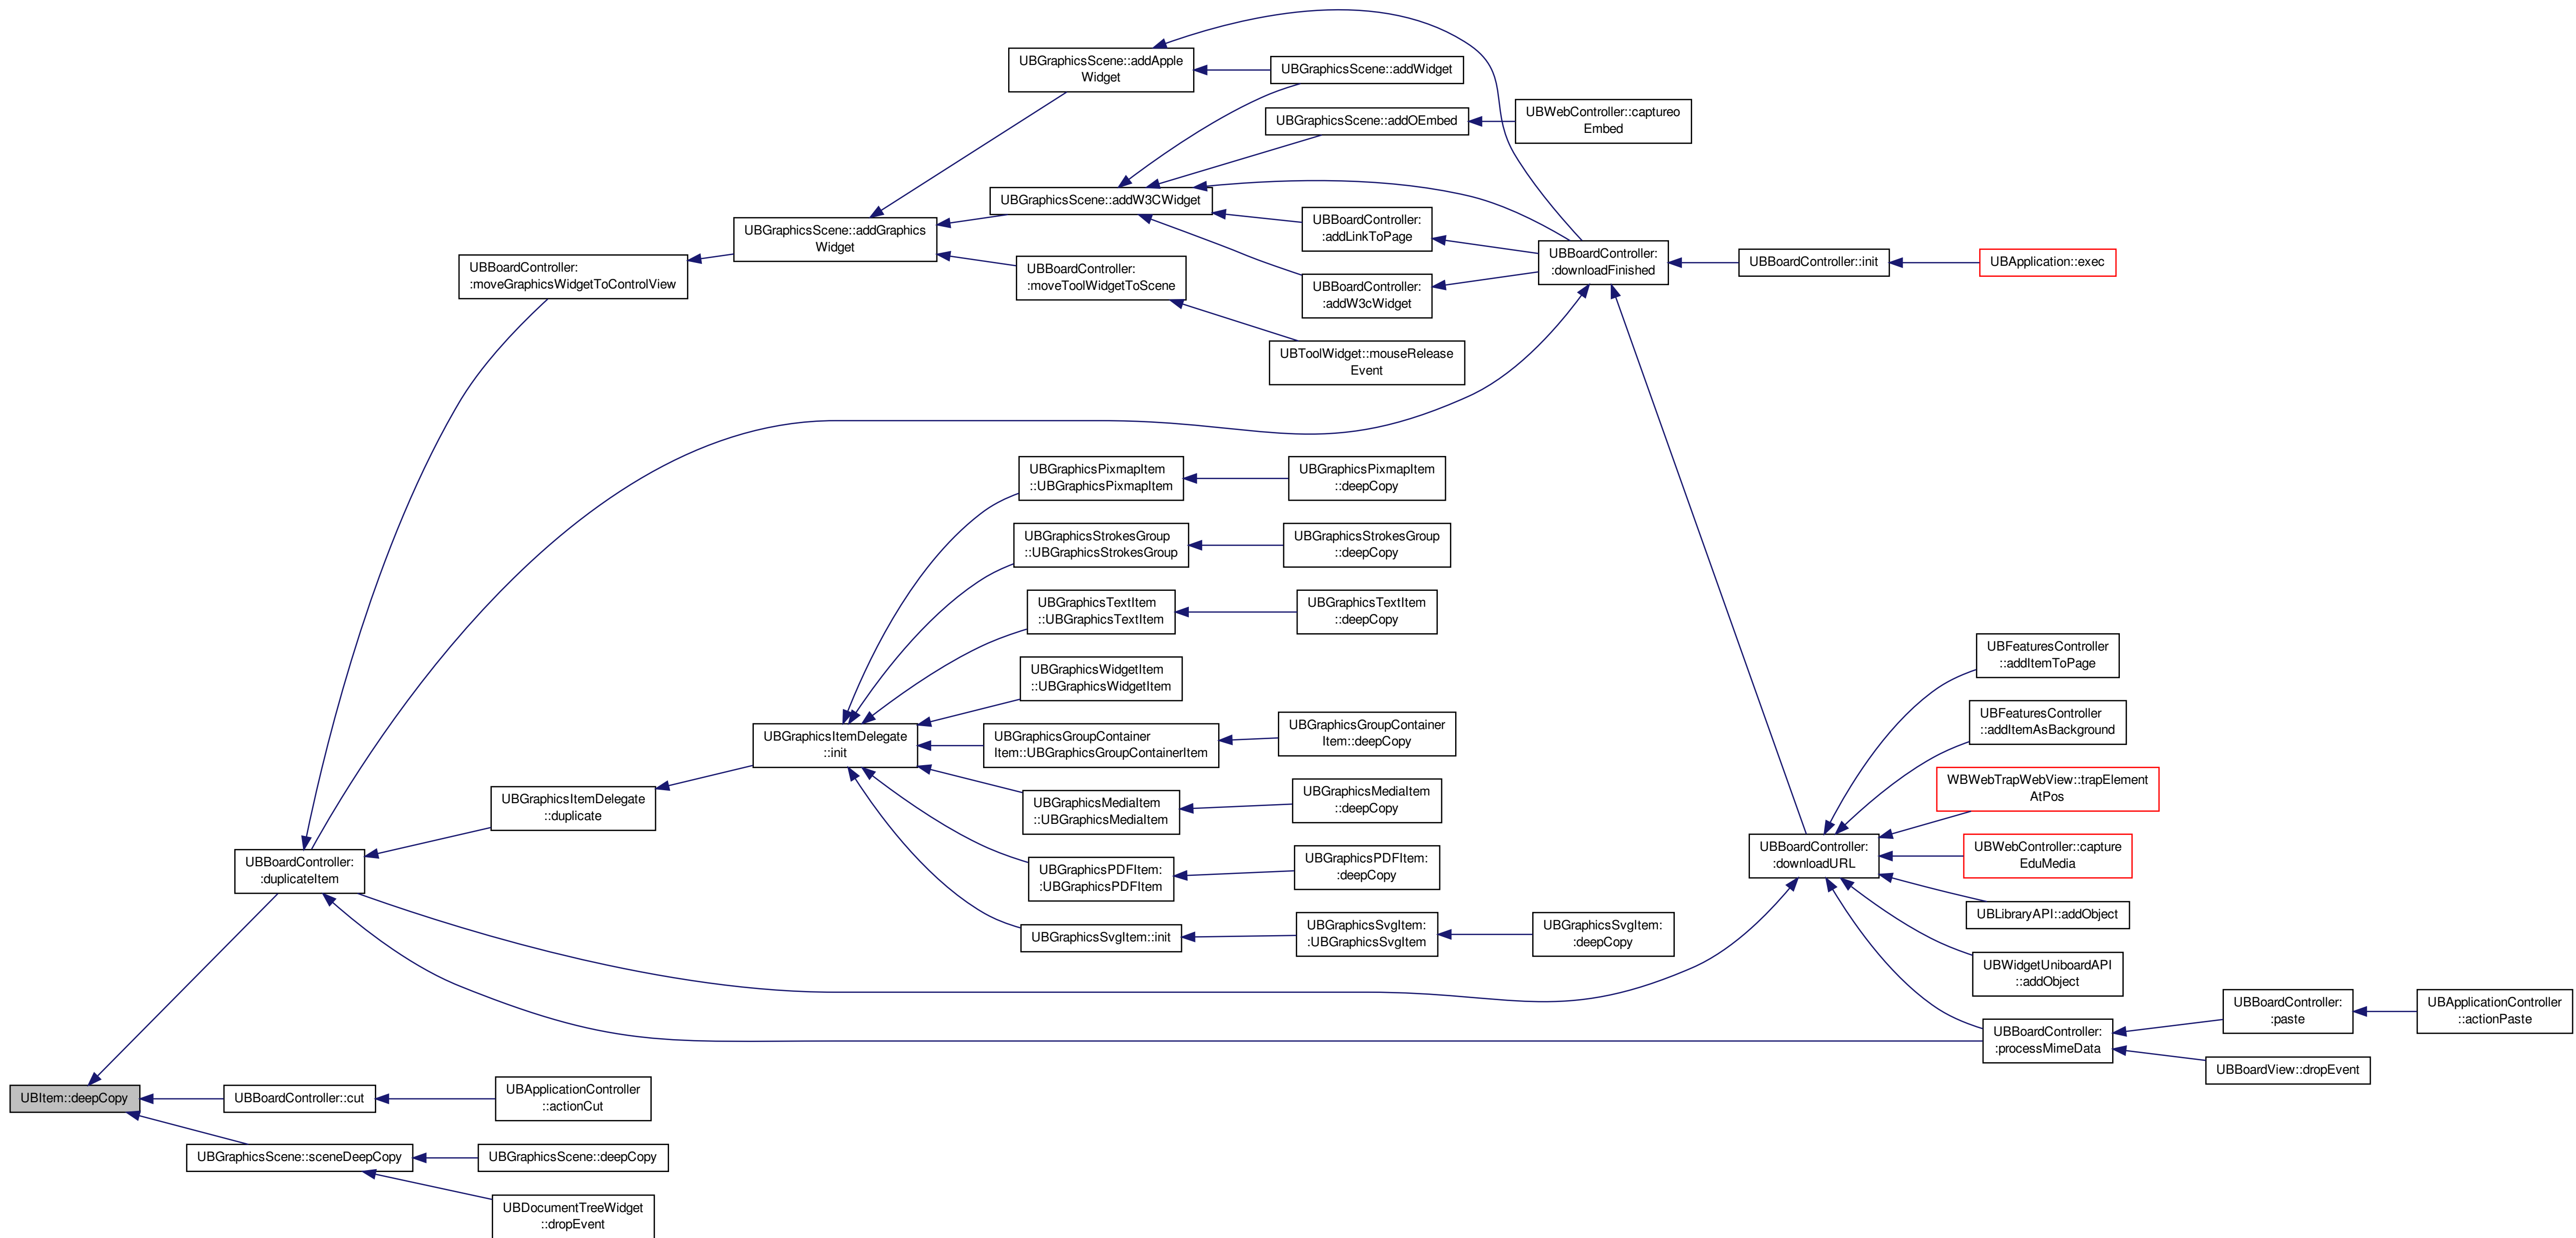 UBGraphicsScene::addApple
Widget
UBGraphicsScene::addWidget
UBGraphicsScene::addOEmbed
UBWebController::captureo
Embed
UBGraphicsScene::addW3CWidget
UBGraphicsScene::addGraphics
Widget
UBBoardController:
:addLinkToPage
UBBoardController:
:downloadFinished
UBBoardController::init
UBApplication::exec
UBBoardController:
:moveGraphicsWidgetToControlView
UBBoardController:
:moveToolWidgetToScene
UBBoardController:
:addW3cWidget
UBToolWidget::mouseRelease
Event
UBGraphicsPixmapItem
::UBGraphicsPixmapItem
UBGraphicsPixmapItem
::deepCopy
UBGraphicsStrokesGroup
::UBGraphicsStrokesGroup
UBGraphicsStrokesGroup
::deepCopy
UBGraphicsTextItem
::UBGraphicsTextItem
UBGraphicsTextItem
::deepCopy
UBGraphicsWidgetItem
::UBGraphicsWidgetItem
UBGraphicsItemDelegate
::init
UBGraphicsGroupContainer
Item::UBGraphicsGroupContainerItem
UBGraphicsGroupContainer
Item::deepCopy
UBGraphicsItemDelegate
::duplicate
UBGraphicsMediaItem
::UBGraphicsMediaItem
UBGraphicsMediaItem
::deepCopy
UBBoardController:
:duplicateItem
UBGraphicsPDFItem:
:UBGraphicsPDFItem
UBGraphicsPDFItem:
:deepCopy
UBGraphicsSvgItem::init
UBGraphicsSvgItem:
:UBGraphicsSvgItem
UBGraphicsSvgItem:
:deepCopy
UBFeaturesController
::addItemToPage
UBFeaturesController
::addItemAsBackground
WBWebTrapWebView::trapElement
AtPos
UBBoardController:
:downloadURL
UBWebController::capture
EduMedia
UBLibraryAPI::addObject
UBWidgetUniboardAPI
::addObject
UBBoardController:
:processMimeData
UBBoardController:
:paste
UBApplicationController
::actionPaste
UBBoardView::dropEvent
UBItem::deepCopy
UBBoardController::cut
UBApplicationController
::actionCut
UBGraphicsScene::sceneDeepCopy
UBGraphicsScene::deepCopy
UBDocumentTreeWidget
::dropEvent